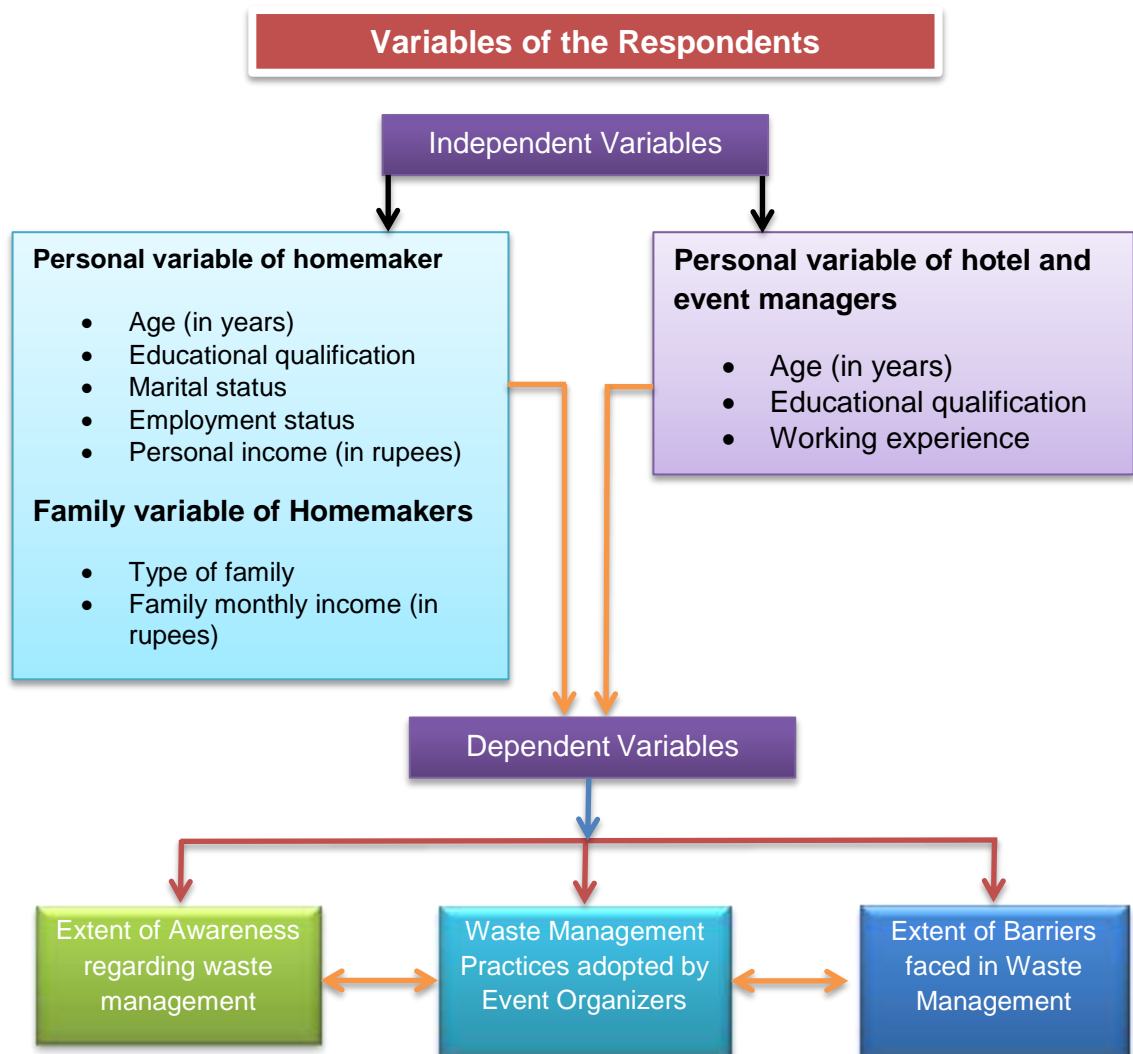 Variables of the Respondents
Independent Variables
Personal variable of homemaker
• Age (in years)
• Educational qualification
• Marital status
• Employment status
• Personal income (in rupees)
Family variable of Homemakers
• Type of family
• Family monthly income (in
rupees)
Personal variable of hotel and
event managers
• Age (in years)
• Educational qualification
• Working experience
Dependent Variables
Extent of Awareness
regarding waste
management
Waste Management
Practices adopted by
Event Organizers
Extent of Barriers
faced in Waste
Management